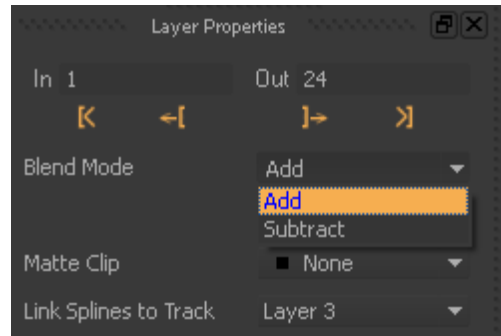 Layer Properties
In 1 Out 24
Blend Mode Add
Add
Subtract
Matte Clip None
Link Splines to Track Layer 3